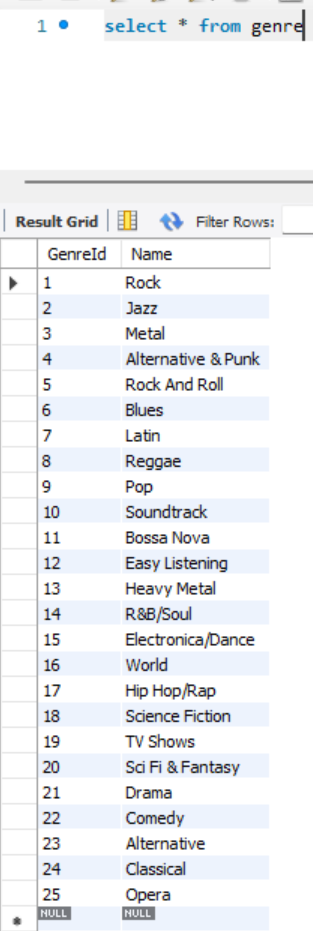 1 select * from genre
Result Grid Filter Rows:
GenreId Name
1 Rock
2 Jazz
3 Metal
4 Alternative & Punk
5 Rock And Roll
6 Blues
7 Latin
8 Reggae
9 Pop
10 Soundtrack
11 Bossa Nova
12 Easy Listening
13 Heavy Metal
14 R&B/Soul
15 Electronica/Dance
16 World
17 Hip Hop/Rap
18 Science Fiction
19 TV Shows
20 Sci Fi & Fantasy
21 Drama
22 Comedy
23 Alternative
24 Classical
25 Opera
NULL NULL